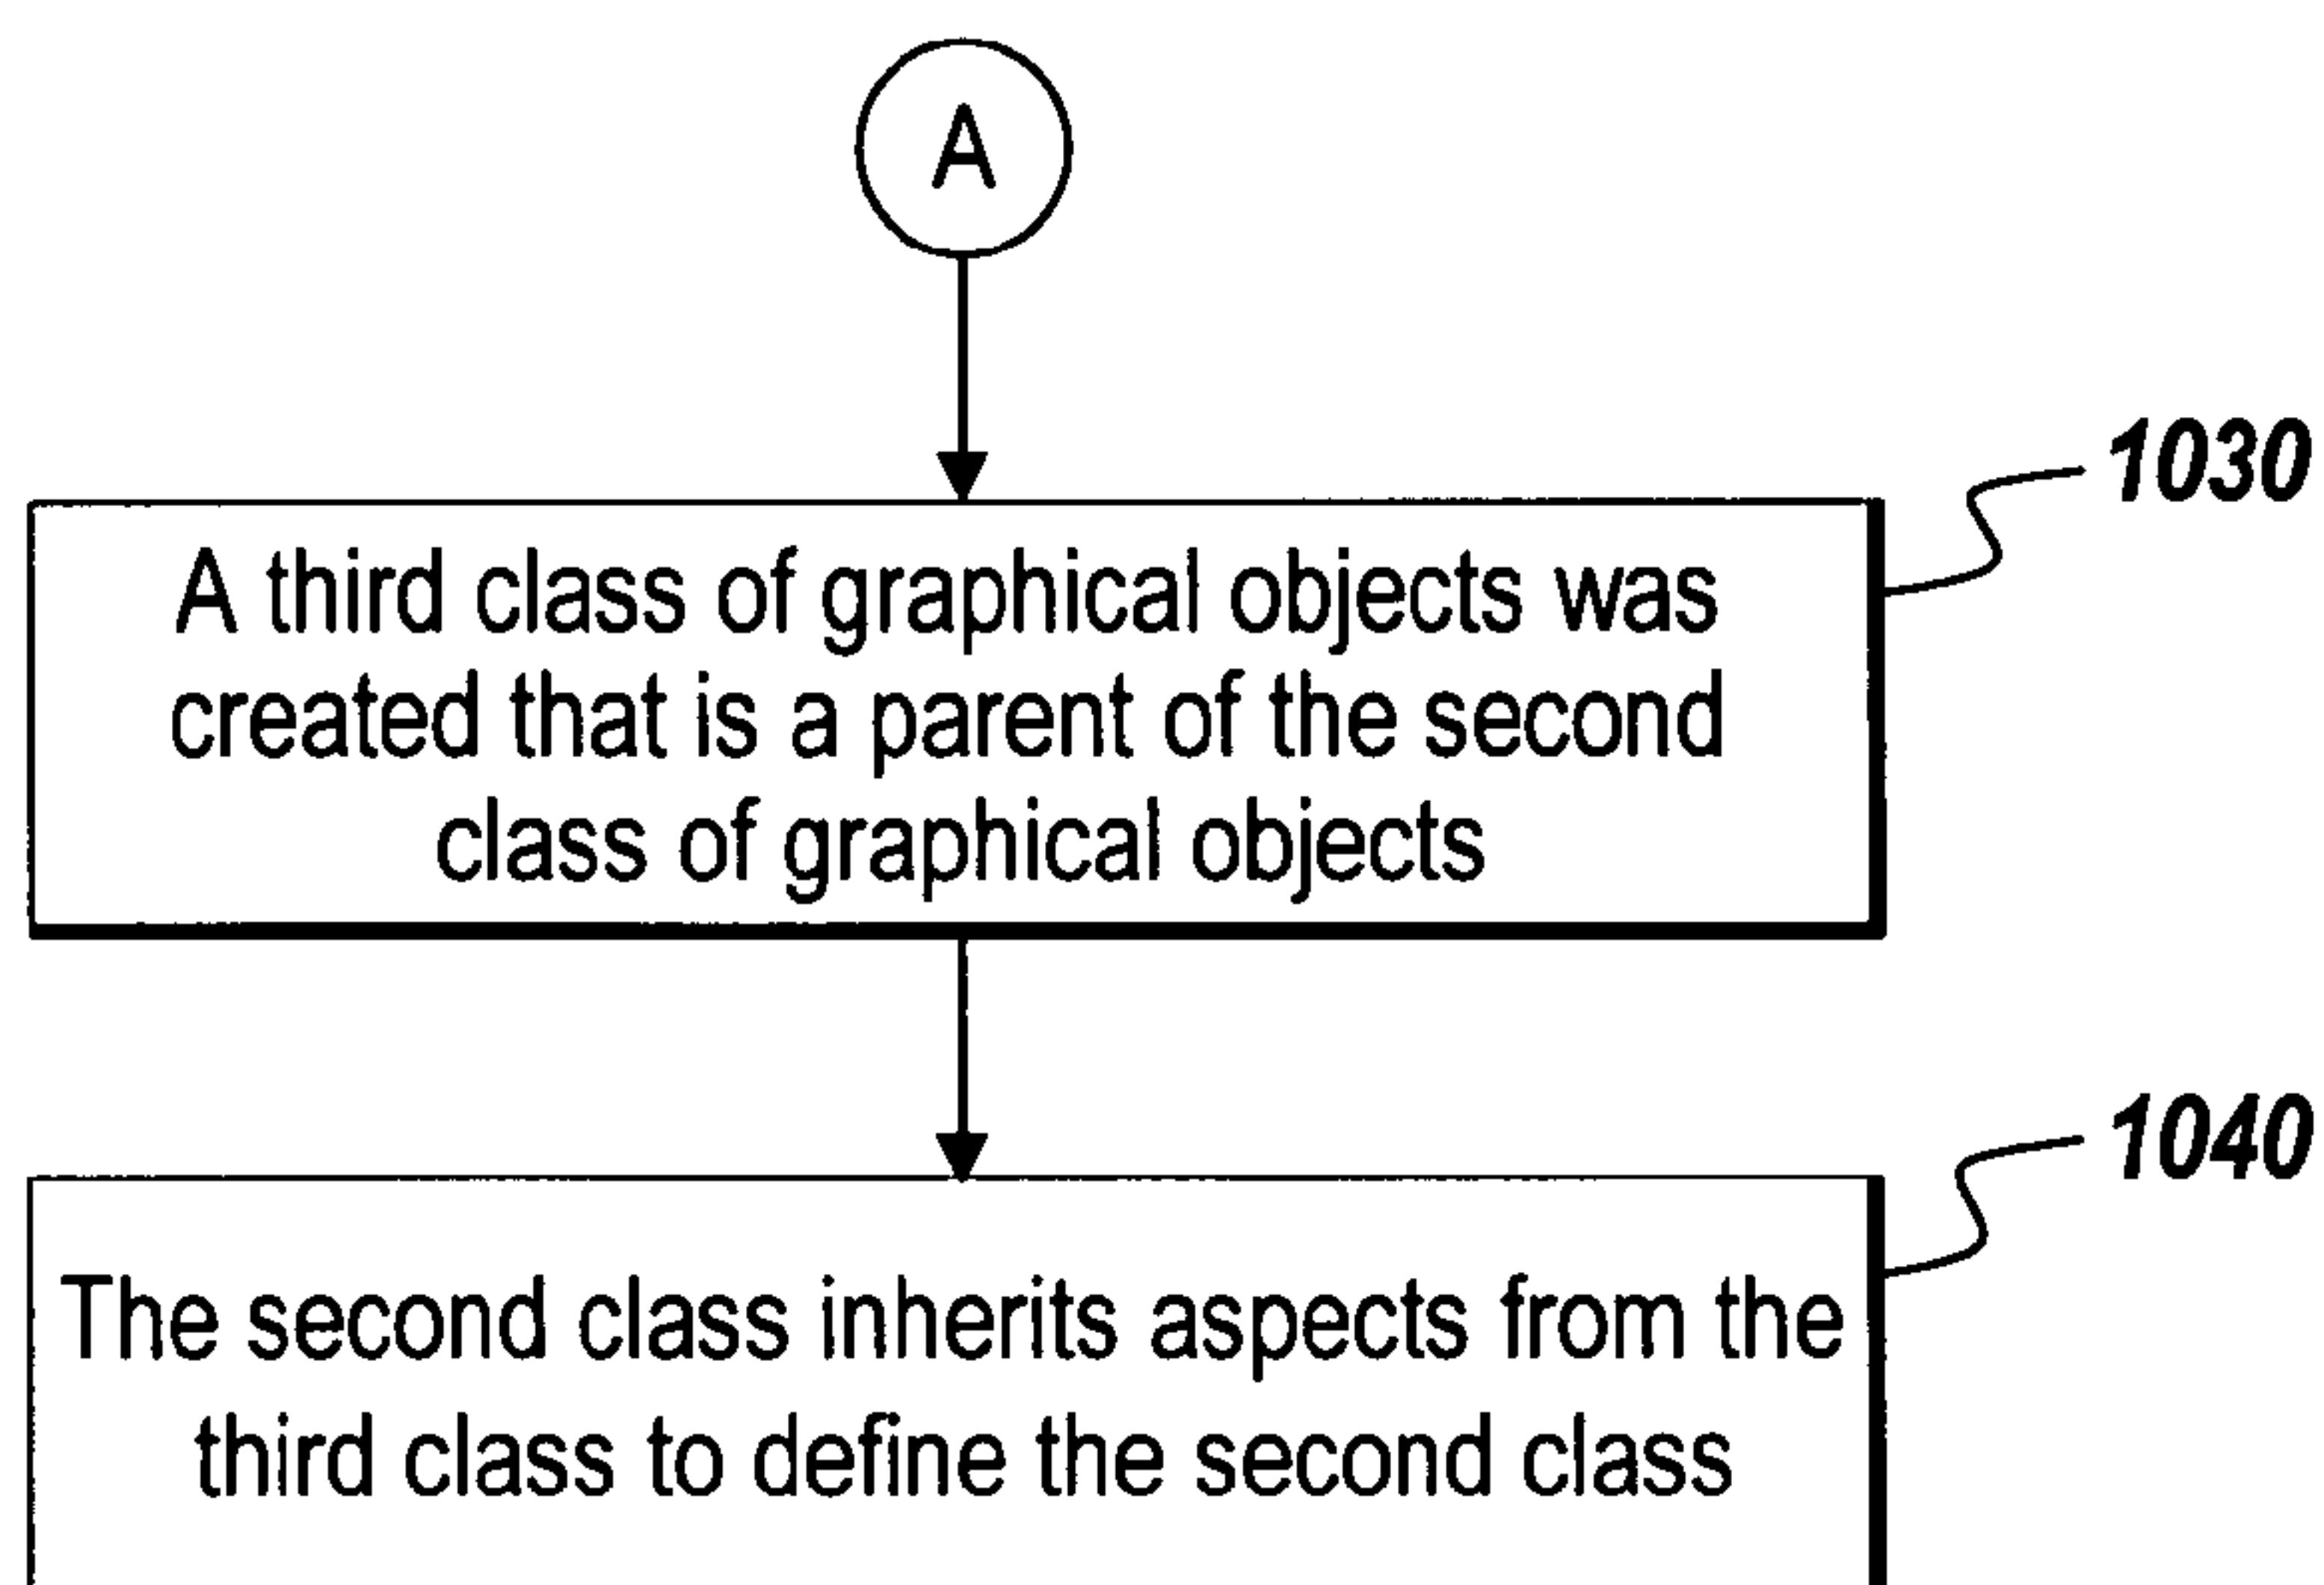 A
1030
A third class of graphical objects was
created that is a parent of the second
class of graphical objects
1040
The second class inherits aspects from the
third class to define the second class